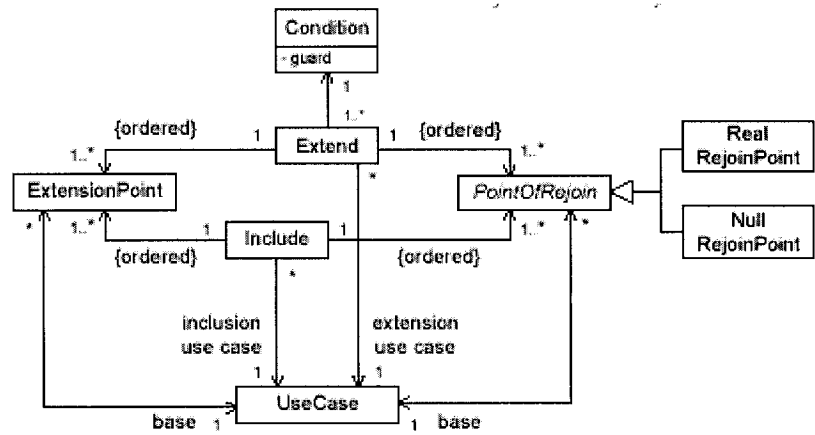 Condition
- guard
1
1..*
{ordered} 1 Extend 1 {ordered}
1..* * 1..*
Real
RejoinPoint
ExtensionPoint PointOfRejoin
Null
RejoinPoint
* 1..* 1 Include 1 1..* *
{ordered} * {ordered}
inclusion extension
use case use case
1 1
UseCase
base 1 1 base